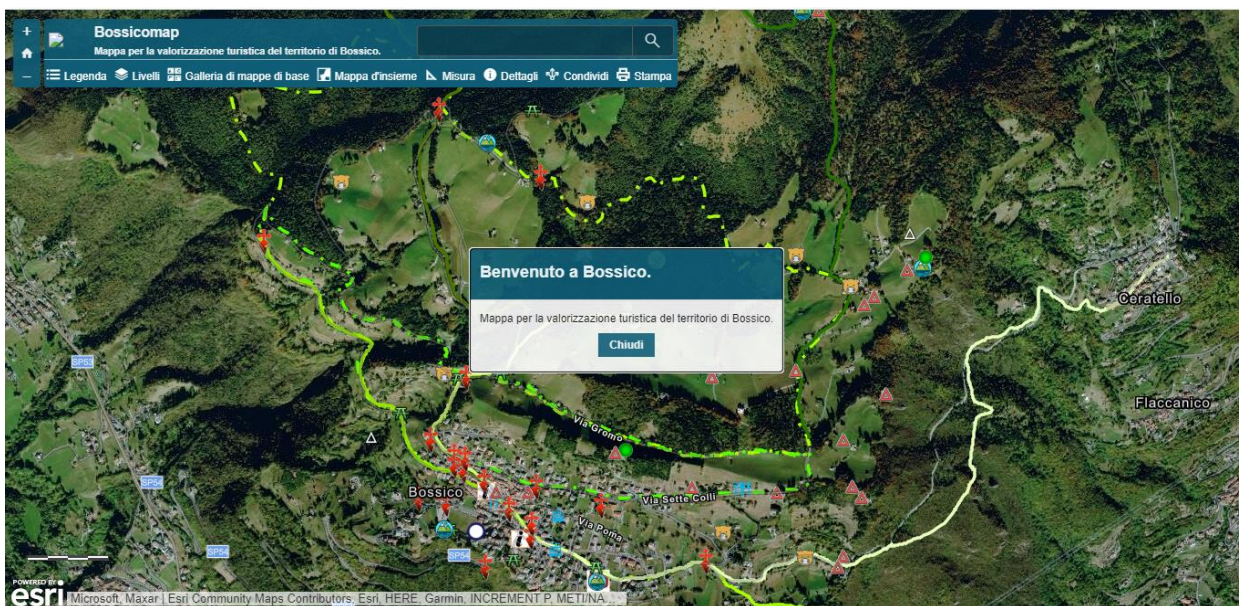 Bossicomap
Mappa per la valorizzazione turistica del territorio di Bossico.
Legenda Livelli Galleria di mappe di base Mappa d'insieme Misura Dettagli Condividi Stampa
Benvenuto a Bossico.
Mappa per la valorizzazione turistica del territorio di Bossico.
Chiudi
Ceratello
SP53
Flaccanico
Via Gromo
SP54
Bossico
Via Sette Colli
Via Poma
SP54
SP54
POWERED BY
esri
Microsoft, Maxar | Esri Community Maps Contributors, Esri, HERE, Garmin, INCREMENT P, METI/NA...